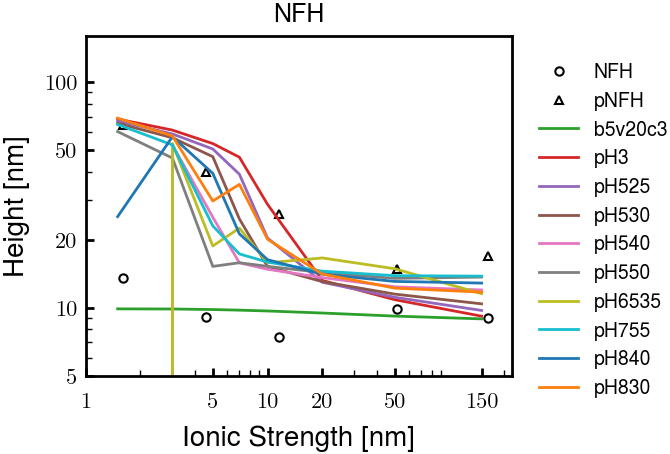 NFH
100
50
20
10
5
Height [nm]
1
5
10
20
50
150
Ionic Strength [nm]
NFH
pNFH
b5v20c3
pH3
pH525
pH530
pH540
pH550
pH6535
pH755
pH840
pH830